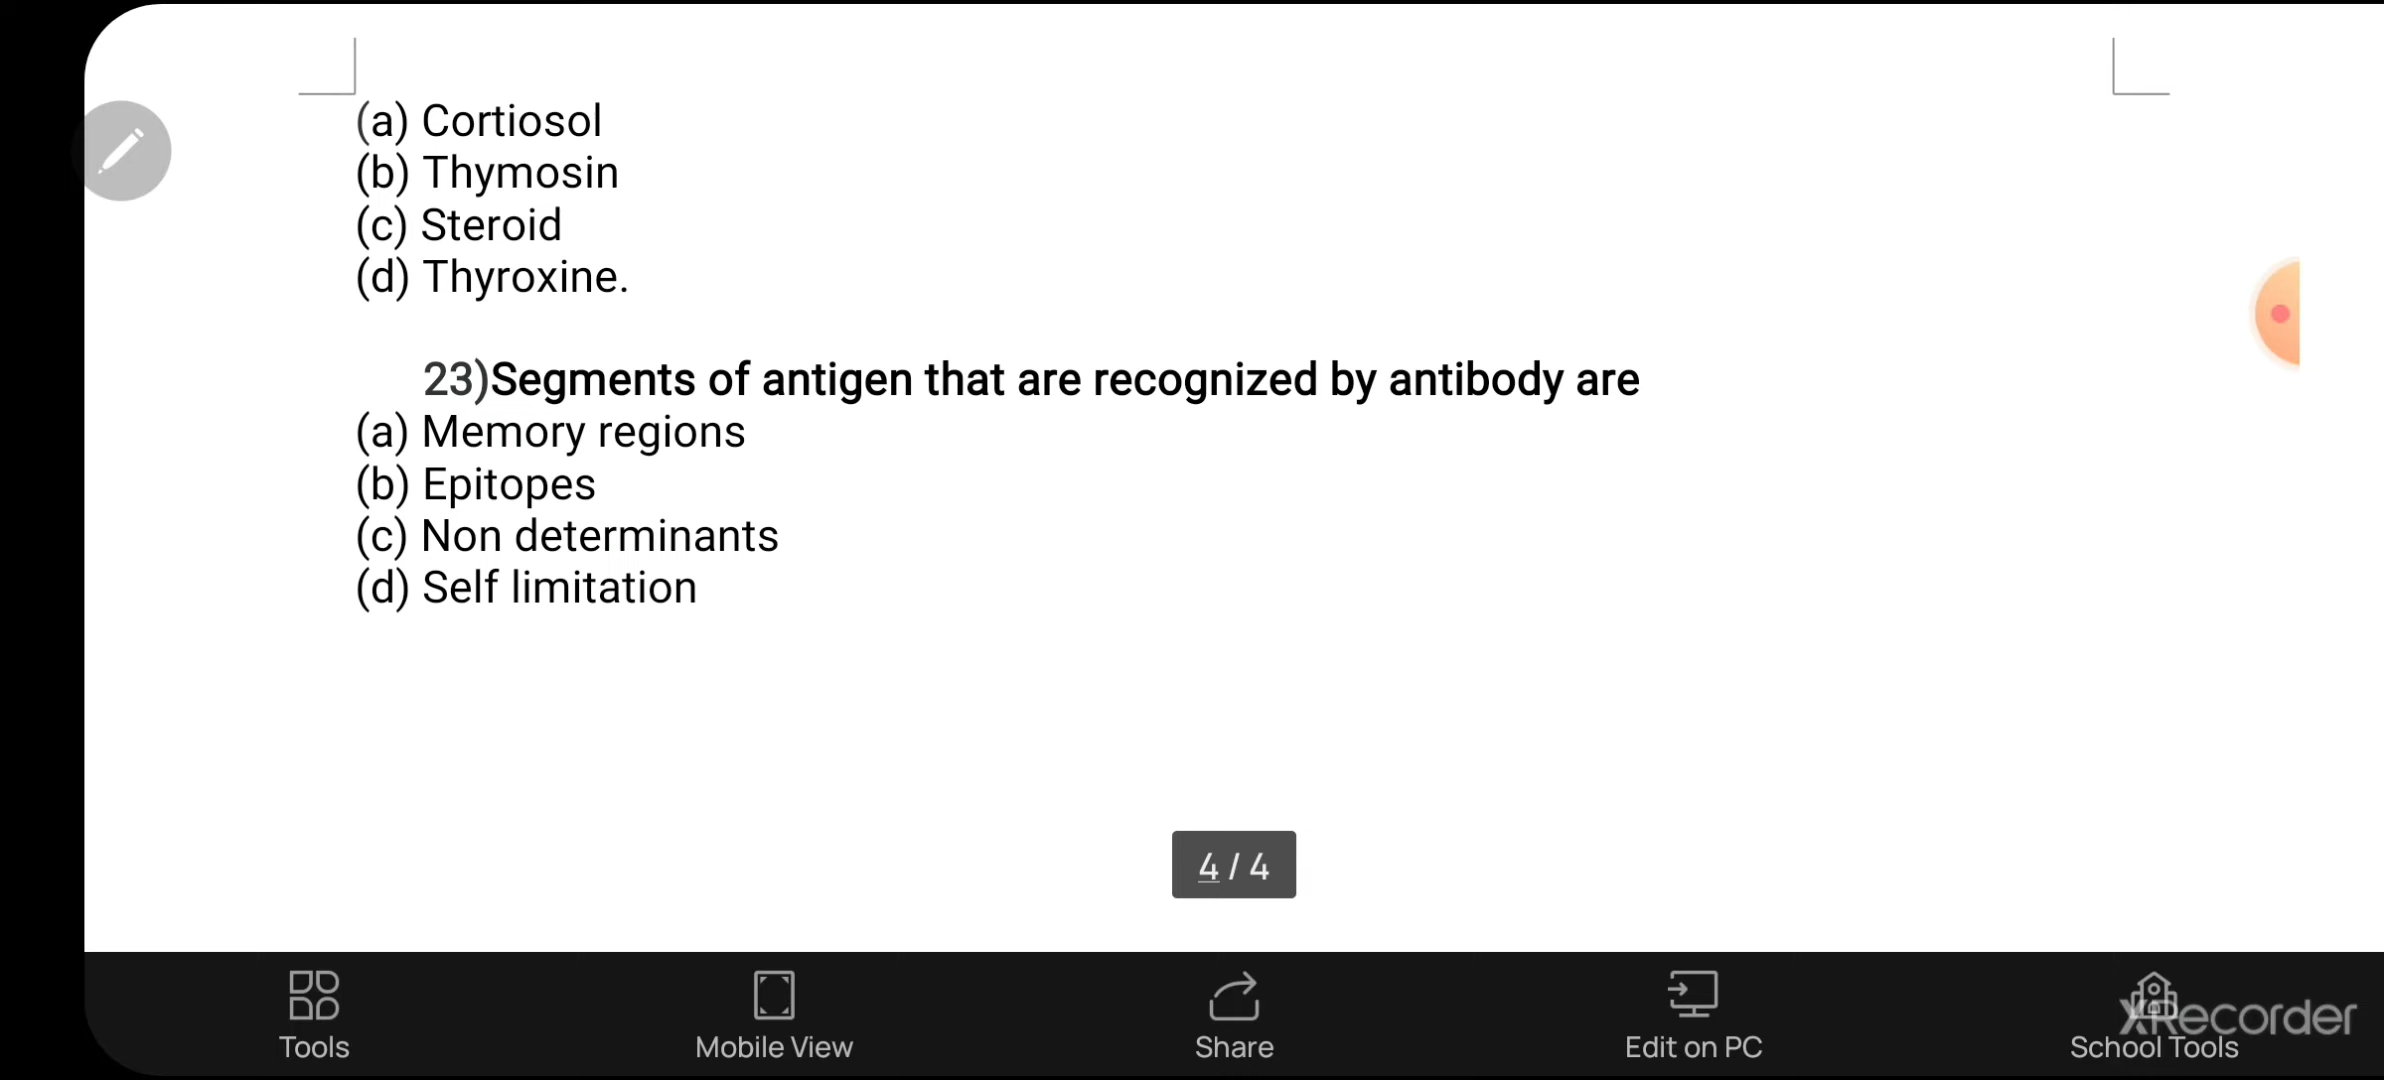 (a) Cortiosol
(b) Thymosin
(c) Steroid
(d) Thyroxine.
23)Segments of antigen that are recognized by antibody are
(a) Memory regions
(b) Epitopes
(c) Non determinants
(d) Self limitation
4 / 4
Tools
Mobile View
Share
Edit on PC
School Tools
XRecorder